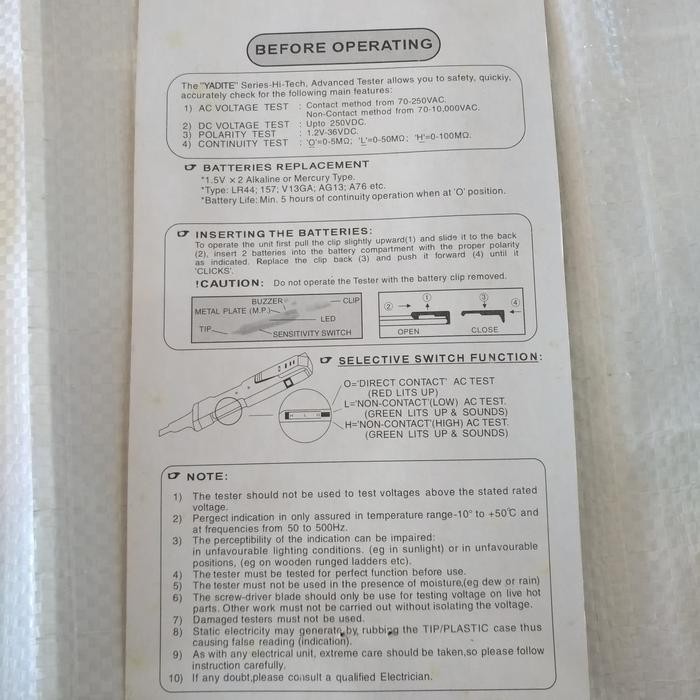 BEFORE OPERATING
The "YADITE" Series-Hi-Tech, Advanced Tester allows you to safety, quickiy,
accurately check for the following main features:
1) AC VOLTAGE TEST : Contact method from 70-250VAC.
Non-Contact method from 70-10,000VAC.
2) DC VOLTAGE TEST : Upto 250VDC.
3) POLARITY TEST : 1.2V-36VDC.
4) CONTINUITY TEST : 'O'=0-5MΩ; 'L'=0-50MΩ; 'H'=0-100MΩ.
☞ BATTERIES REPLACEMENT
*1.5V × 2 Alkaline or Mercury Type.
*Type: LR44; 157; V13GA; AG13; A76 etc.
*Battery Life: Min. 5 hours of continuity operation when at 'O' position.
☞ INSERTING THE BATTERIES:
To operate the unit first pull the clip slightly upward(1) and slide it to the back
(2), insert 2 batteries into the battery compartment with the proper polarity
as indicated. Replace the clip back (3) and push it forward (4) until it
'CLICKS'.
!CAUTION: Do not operate the Tester with the battery clip removed.
BUZZER
CLIP
METAL PLATE (M.P.)
LED
TIP
SENSITIVITY SWITCH
② ① ③ ④
OPEN CLOSE
☞ SELECTIVE SWITCH FUNCTION:
O='DIRECT CONTACT' AC TEST
(RED LITS UP)
L='NON-CONTACT'(LOW) AC TEST.
(GREEN LITS UP & SOUNDS)
H='NON-CONTACT'(HIGH) AC TEST.
(GREEN LITS UP & SOUNDS)
H L O
☞ NOTE:
1) The tester should not be used to test voltages above the stated rated
voltage.
2) Pergect indication in only assured in temperature range-10° to +50℃ and
at frequencies from 50 to 500Hz.
3) The perceptibility of the indication can be impaired:
in unfavourable lighting conditions. (eg in sunlight) or in unfavourable
positions, (eg on wooden runged ladders etc).
4) The tester must be tested for perfect function before use.
5) The tester must not be used in the presence of moisture,(eg dew or rain)
6) The screw-driver blade should only be use for testing voltage on live hot
parts. Other work must not be carried out without isolating the voltage.
7) Damaged testers must not be used.
8) Static electricity may generate by, rubbing the TIP/PLASTIC case thus
causing false reading (indication).
9) As with any electrical unit, extreme care should be taken,so please follow
instruction carefully.
10) If any doubt,please consult a qualified Electrician.